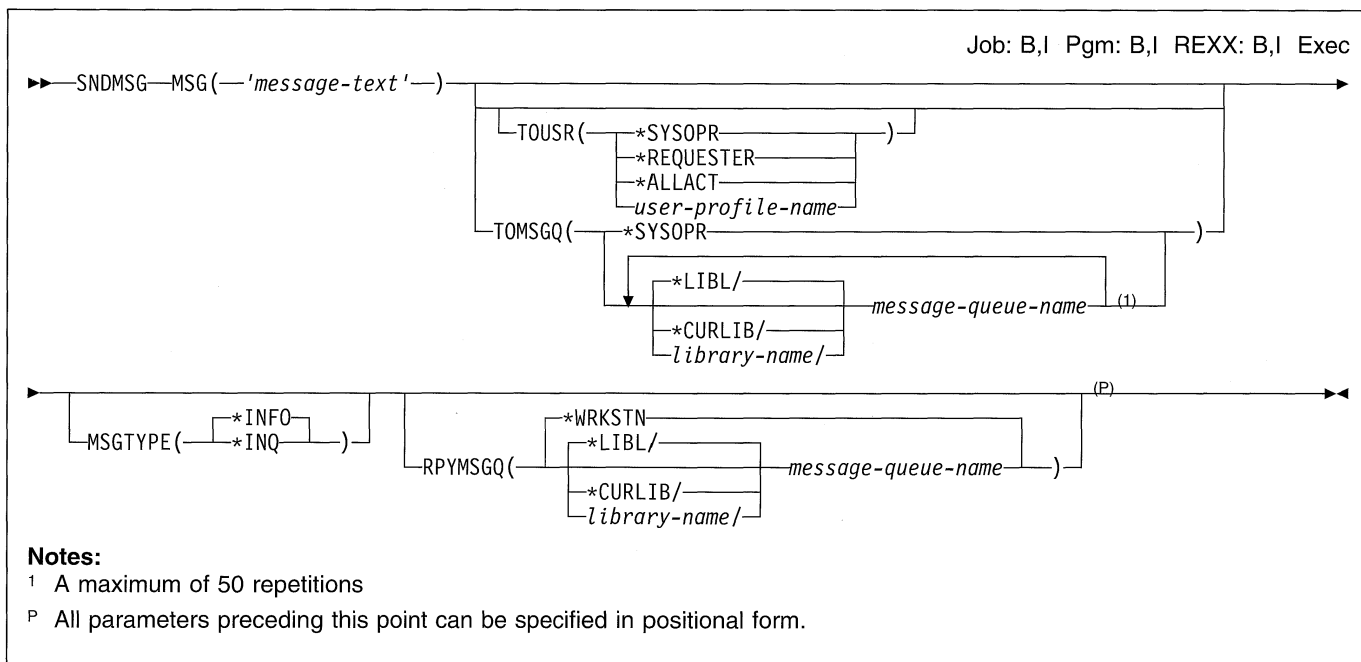 Job: B,I Pgm: B,I REXX: B,I Exec
SNDMSG MSG( 'message-text' )
TOUSR( *SYSOPR )
*REQUESTER
*ALLACT
user-profile-name
TOMSGQ( *SYSOPR )
*LIBL/
message-queue-name (1)
*CURLIB/
library-name/
(P)
*INFO
MSGTYPE( *INQ )
*WRKSTN
*LIBL/
RPYMSGQ( message-queue-name )
*CURLIB/
library-name/
Notes:
1 A maximum of 50 repetitions
P All parameters preceding this point can be specified in positional form.